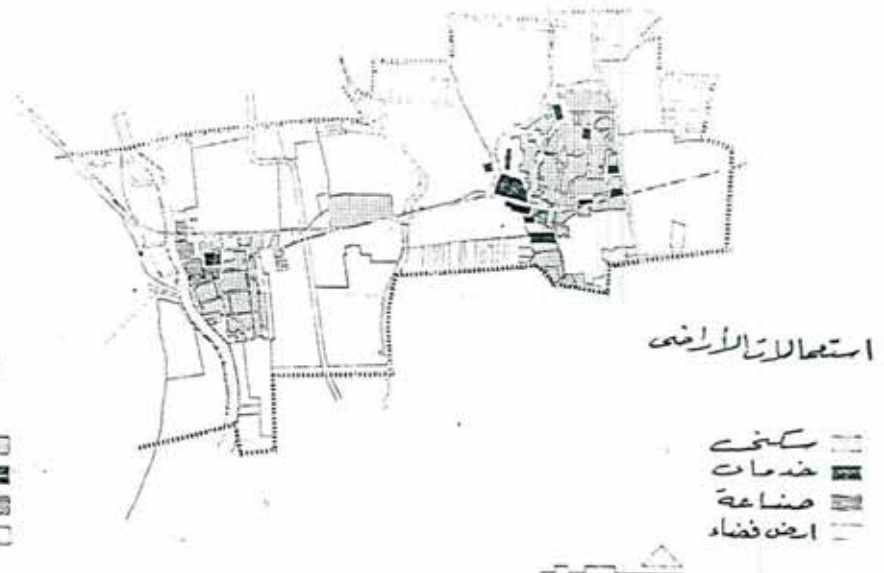 استعمالات الأراضى
سكنى
خدمات
صناعة
ارض فضاء